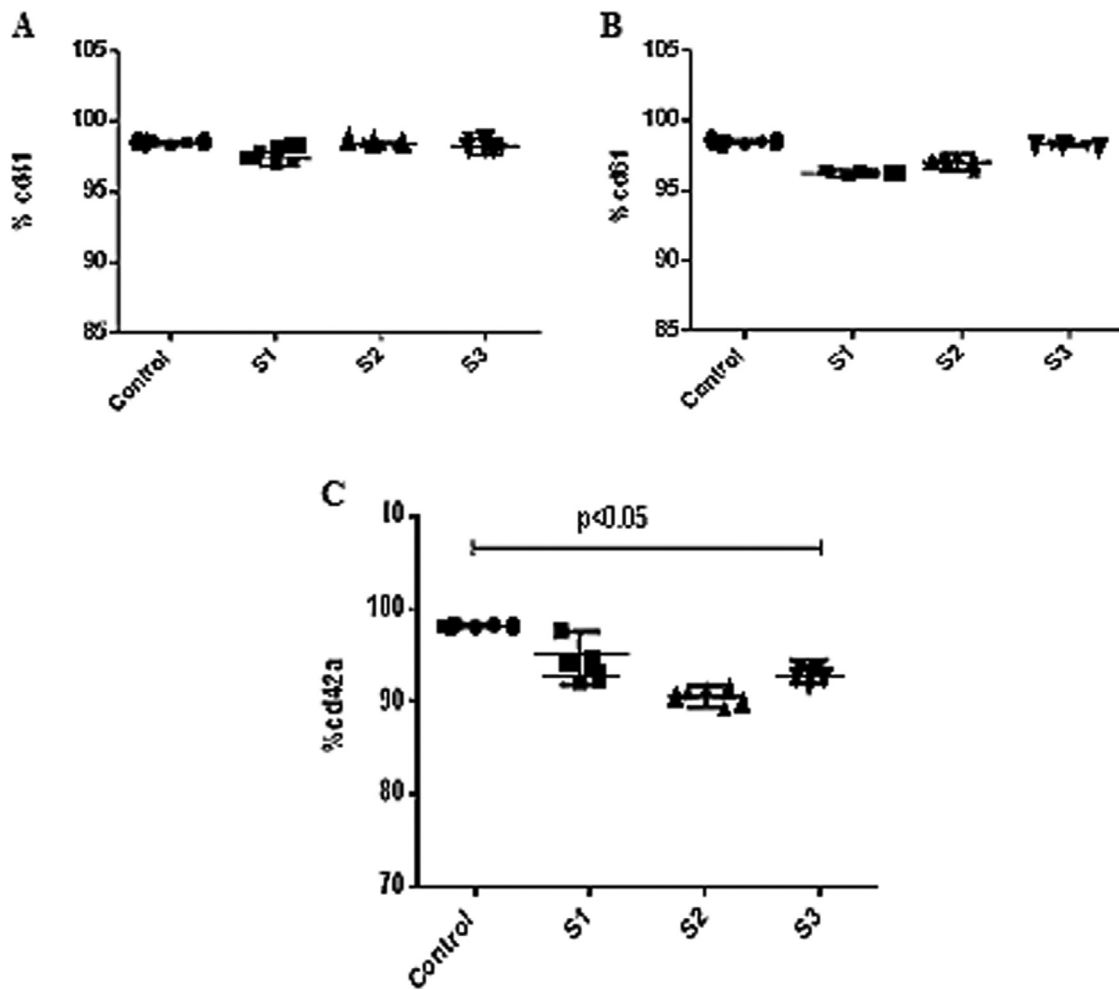 A
105
100
95
90
85
% cd41
Control
S1
S2
S3
B
105
100
95
90
85
% cd61
Control
S1
S2
S3
C
p<0.05
100
90
80
70
%cd42a
Control
S1
S2
S3